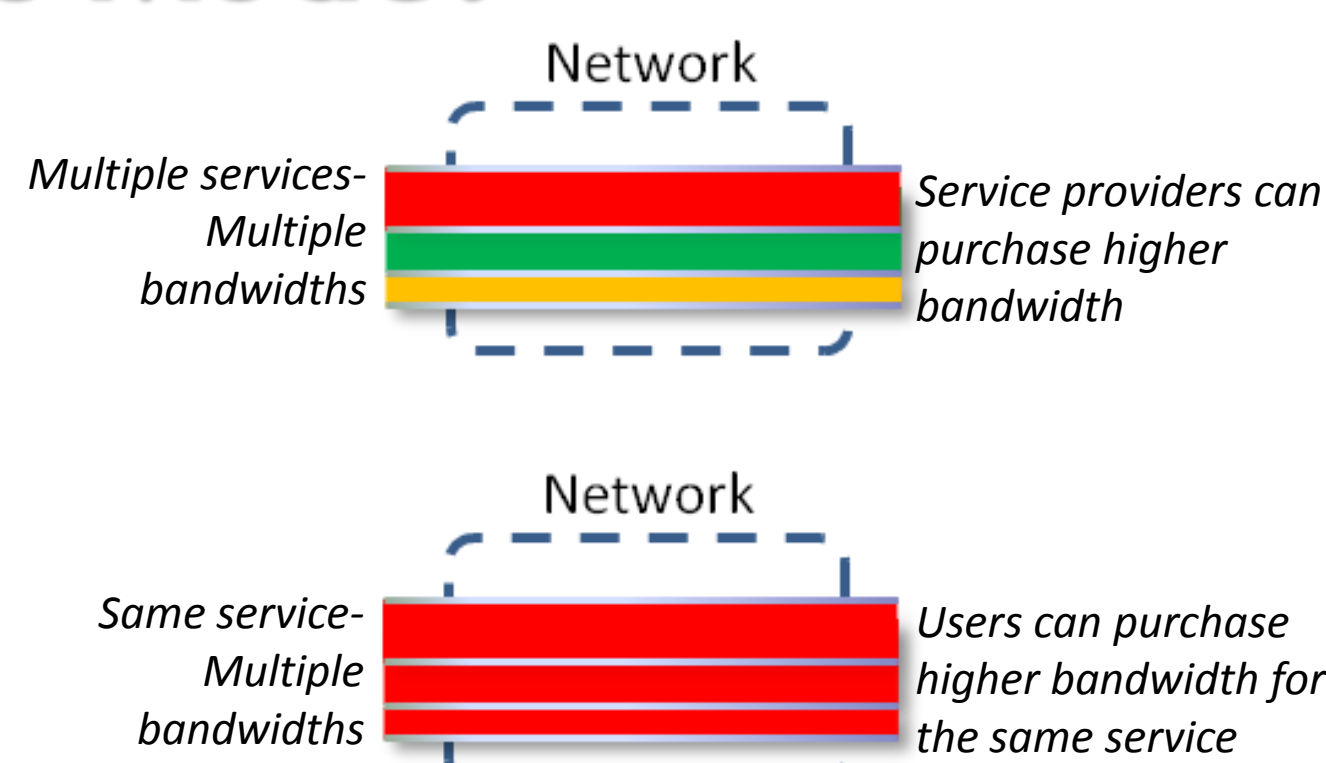 Network
Multiple services-
Multiple
bandwidths
Service providers can
purchase higher
bandwidth
Network
Same service-
Multiple
bandwidths
Users can purchase
higher bandwidth for
the same service